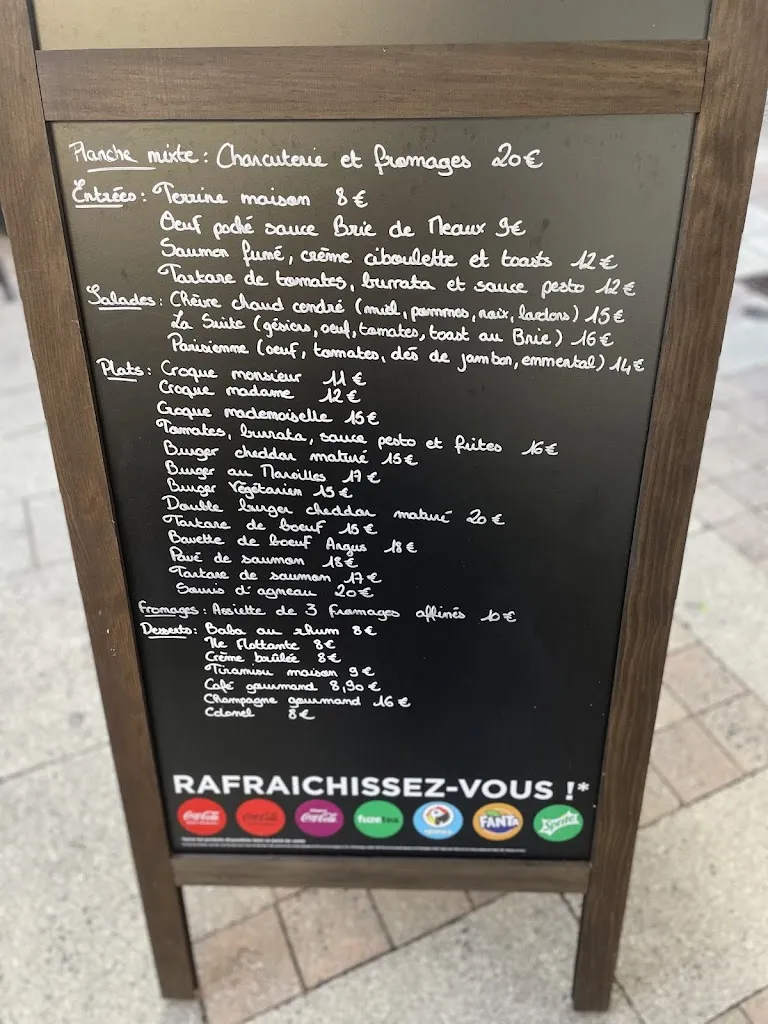 Planche mixte : Charcuterie et fromages 20€
Entrées : Terrine maison 8€
Oeuf poché sauce Brie de Meaux 9€
Saumon fumé, crème ciboulette et toasts 12€
Tartare de tomates, burrata et sauce pesto 12€
Salades : Chèvre chaud cendré (miel, pommes, noix, lardons) 15€
La Suite (gésiers, oeuf, tomates, toast au Brie) 16€
Parisienne (oeuf, tomates, dés de jambon, emmental) 14€
Plats : Croque monsieur 11€
Croque madame 12€
Croque mademoiselle 15€
Tomates, burrata, sauce pesto et frites 16€
Burger cheddar maturé 15€
Burger au Maroilles 17€
Burger Végétarien 15€
Double burger cheddar maturé 20€
Tartare de boeuf 15€
Bavette de boeuf Angus 18€
Pavé de saumon 18€
Tartare de saumon 17€
Souris d'agneau 20€
Fromages : Assiette de 3 fromages affinés 10€
Desserts : Baba au rhum 8€
Ile Flottante 8€
Crème brûlée 8€
Tiramisu maison 9€
Café gourmand 8,90€
Champagne gourmand 16€
Colonel 8€
RAFRAICHISSEZ-VOUS !*
Coca-Cola Coca-Cola Coca-Cola fuzetea FANTA Sprite